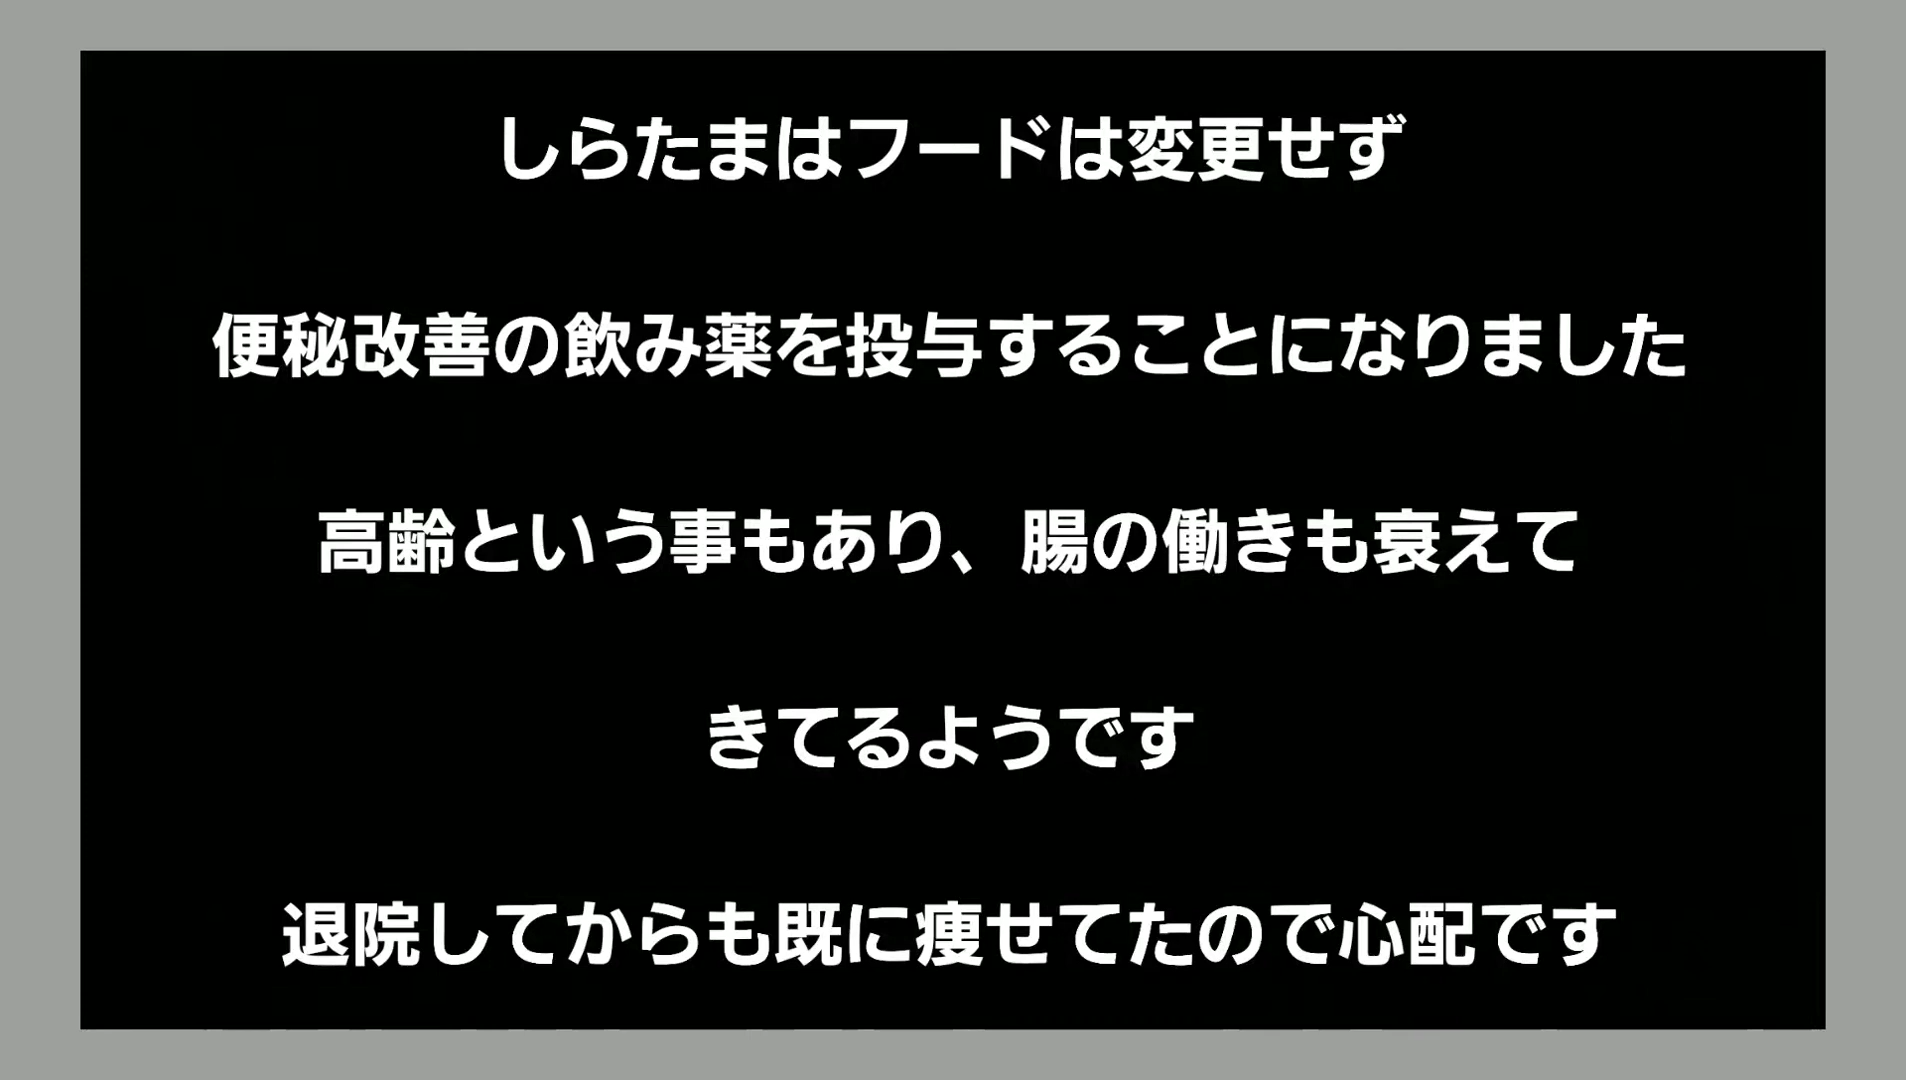 しらたまはフードは変更せず
便秘改善の飲み薬を投与することになりました
高齢という事もあり、腸の働きも衰えて
きてるようです
退院してからも既に痩せてたので心配です